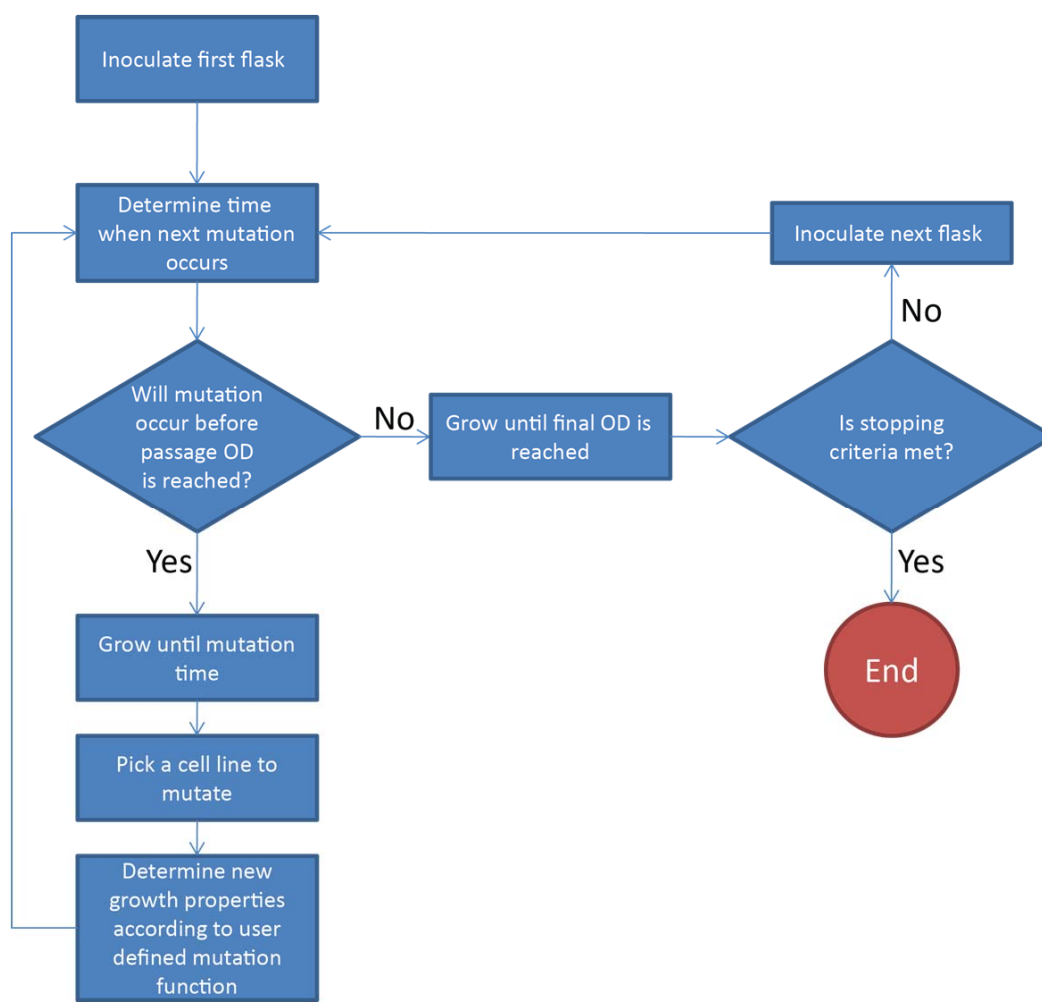 Inoculate first flask
Determine time
when next mutation
occurs
Inoculate next flask
No
Will mutation
occur before
passage OD
is reached?
No
Grow until final OD is
reached
Is stopping
criteria met?
Yes
Yes
Grow until mutation
time
End
Pick a cell line to
mutate
Determine new
growth properties
according to user
defined mutation
function